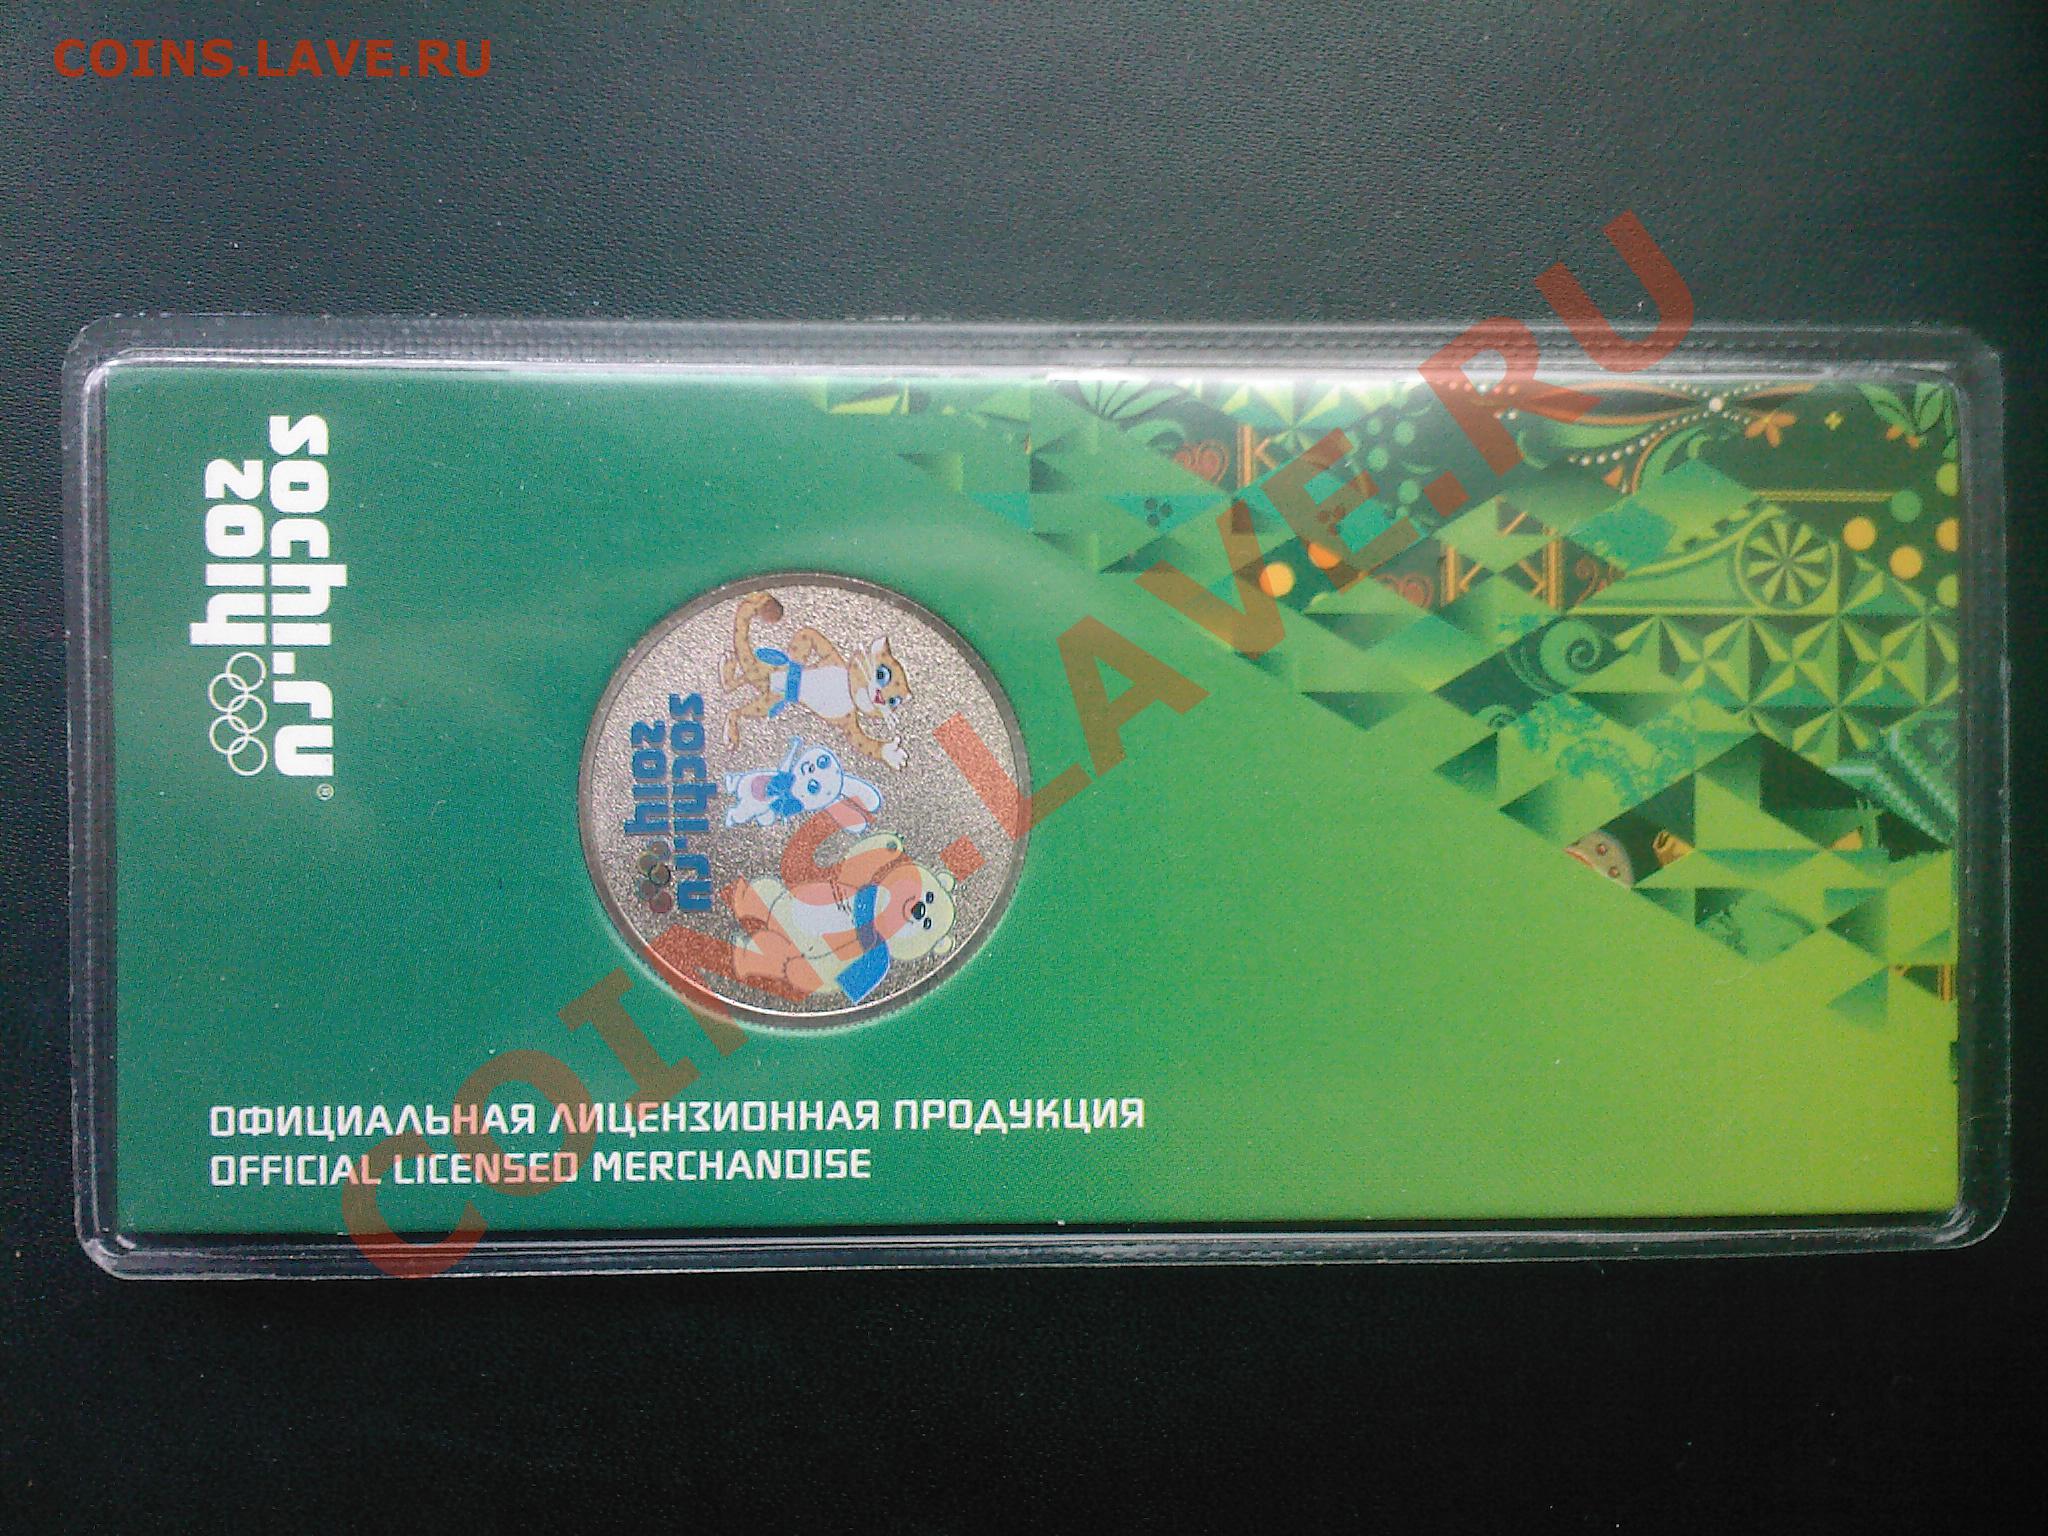 COINS.LAVE.RU
sochi.ru
2014
®
sochi.ru
2014
COINS.LAVE.RU
ОФИЦИАЛЬНАЯ ЛИЦЕНЗИОННАЯ ПРОДУКЦИЯ
OFFICIAL LICENSED MERCHANDISE